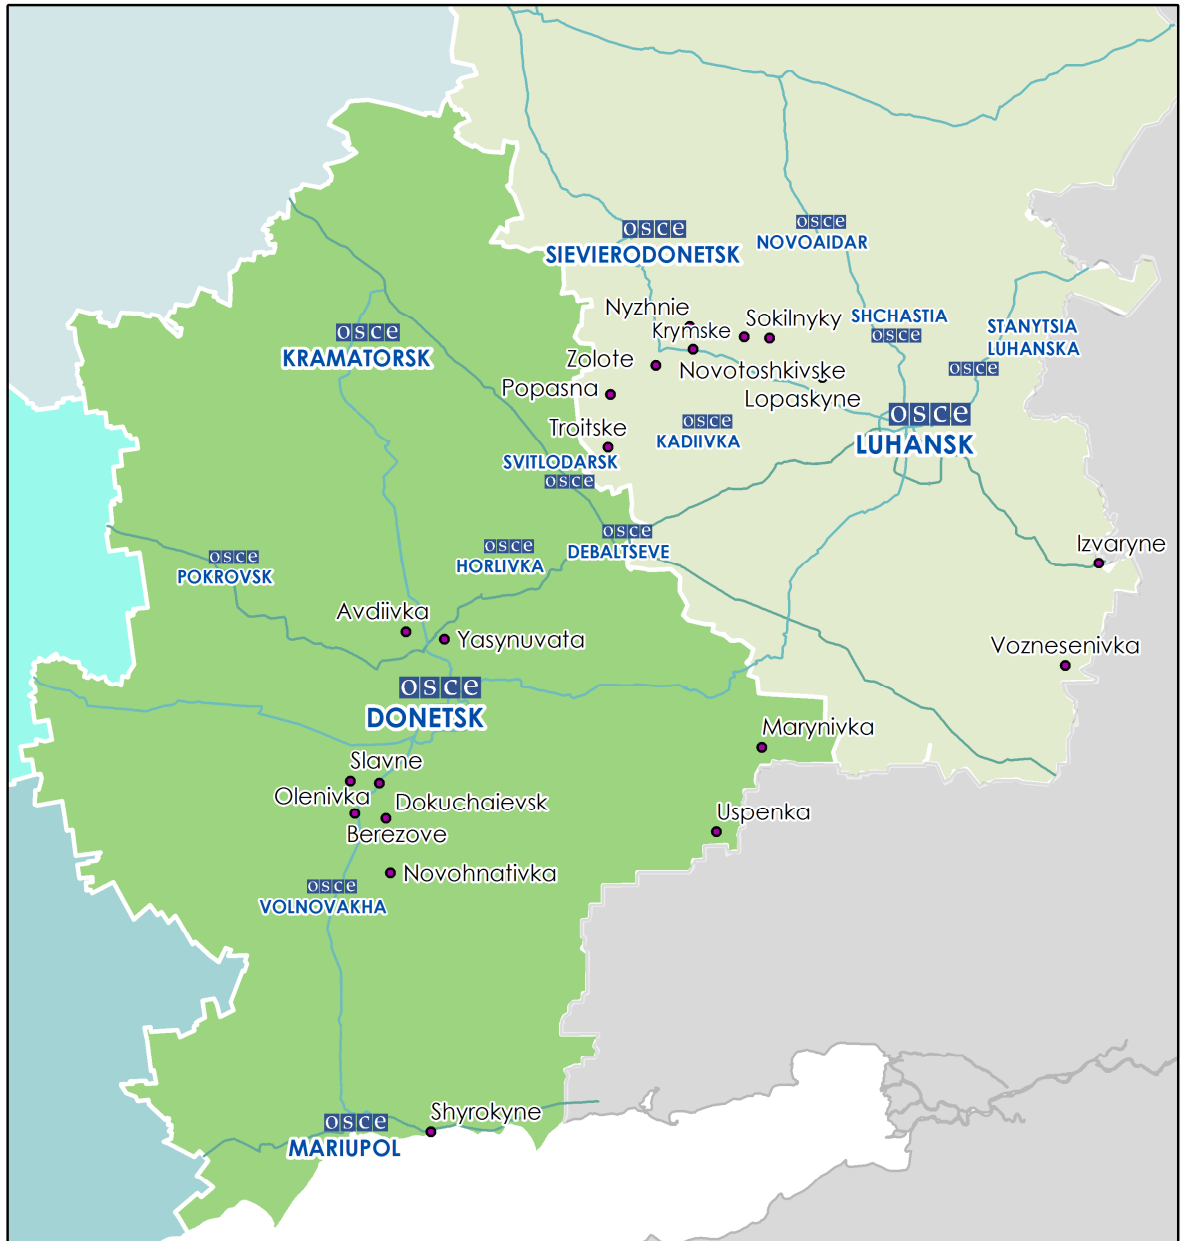 osce
SIEVIERODONETSK
osce
NOVOAIDAR
Nyzhnie
Krymske
Sokilnyky
SHCHASTIA
osce
STANYTSIA
LUHANSKA
osce
osce
KRAMATORSK
Zolote
Novotoshkivske
Popasna
Lopaskyne
osce
LUHANSK
Troitske
osce
KADIIVKA
SVITLODARSK
osce
osce
DEBALTSEVE
osce
HORLIVKA
osce
POKROVSK
Izvaryne
Avdiivka
Yasynuvata
Voznesenivka
osce
DONETSK
Marynivka
Slavne
Olenivka
Dokuchaievsk
Berezove
Uspenka
Novohnativka
osce
VOLNOVAKHA
Shyrokyne
osce
MARIUPOL